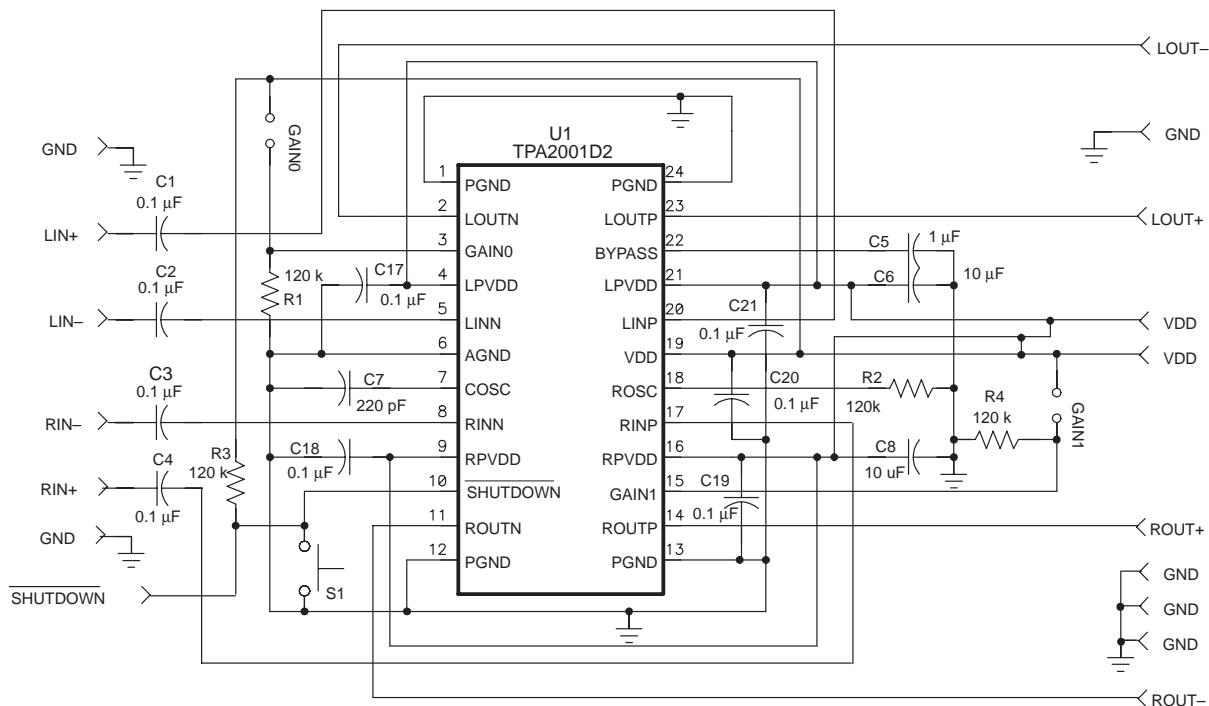 LOUT–
GND
LOUT+
VDD
VDD
ROUT+
GND
GND
GND
ROUT–
GND
LIN+
LIN–
RIN–
RIN+
GND
SHUTDOWN
C1
0.1 µF
C2
0.1 µF
C3
0.1 µF
C4
0.1 µF
GAIN0
120 k
R1
C17
0.1 µF
C7
220 pF
C18
0.1 µF
R3
120 k
S1
U1
TPA2001D2
1 PGND
2 LOUTN
3 GAIN0
4 LPVDD
5 LINN
6 AGND
7 COSC
8 RINN
9 RPVDD
10 SHUTDOWN
11 ROUTN
12 PGND
PGND 24
LOUTP 23
BYPASS 22
LPVDD 21
LINP 20
VDD 19
ROSC 18
RINP 17
RPVDD 16
GAIN1 15
ROUTP 14
PGND 13
C5
1 µF
C6
10 µF
C21
0.1 µF
C20
0.1 µF
R2
120k
R4
120 k
GAIN1
C8
10 uF
C19
0.1 µF